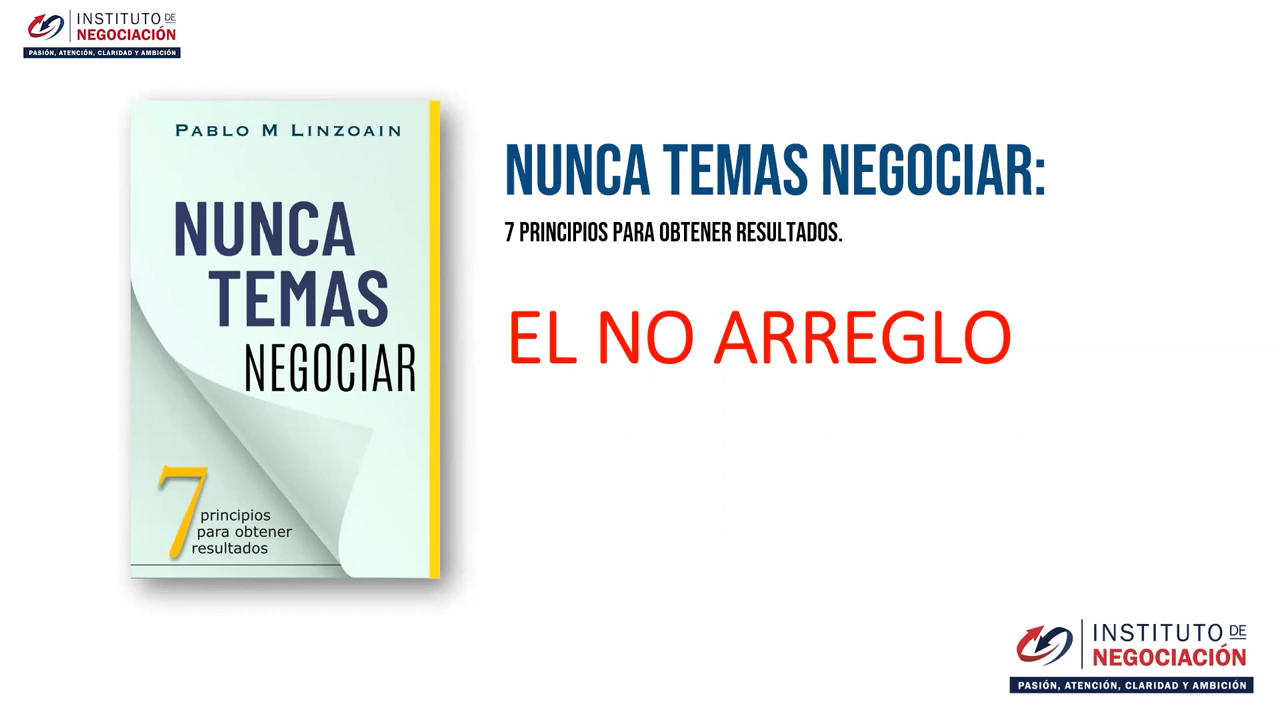 INSTITUTO DE
NEGOCIACIÓN
PASIÓN, ATENCIÓN, CLARIDAD Y AMBICIÓN
PABLO M LINZOAIN
NUNCA
TEMAS
NEGOCIAR
7 principios
para obtener
resultados
NUNCA TEMAS NEGOCIAR:
7 PRINCIPIOS PARA OBTENER RESULTADOS.
EL NO ARREGLO
INSTITUTO DE
NEGOCIACIÓN
PASIÓN, ATENCIÓN, CLARIDAD Y AMBICIÓN